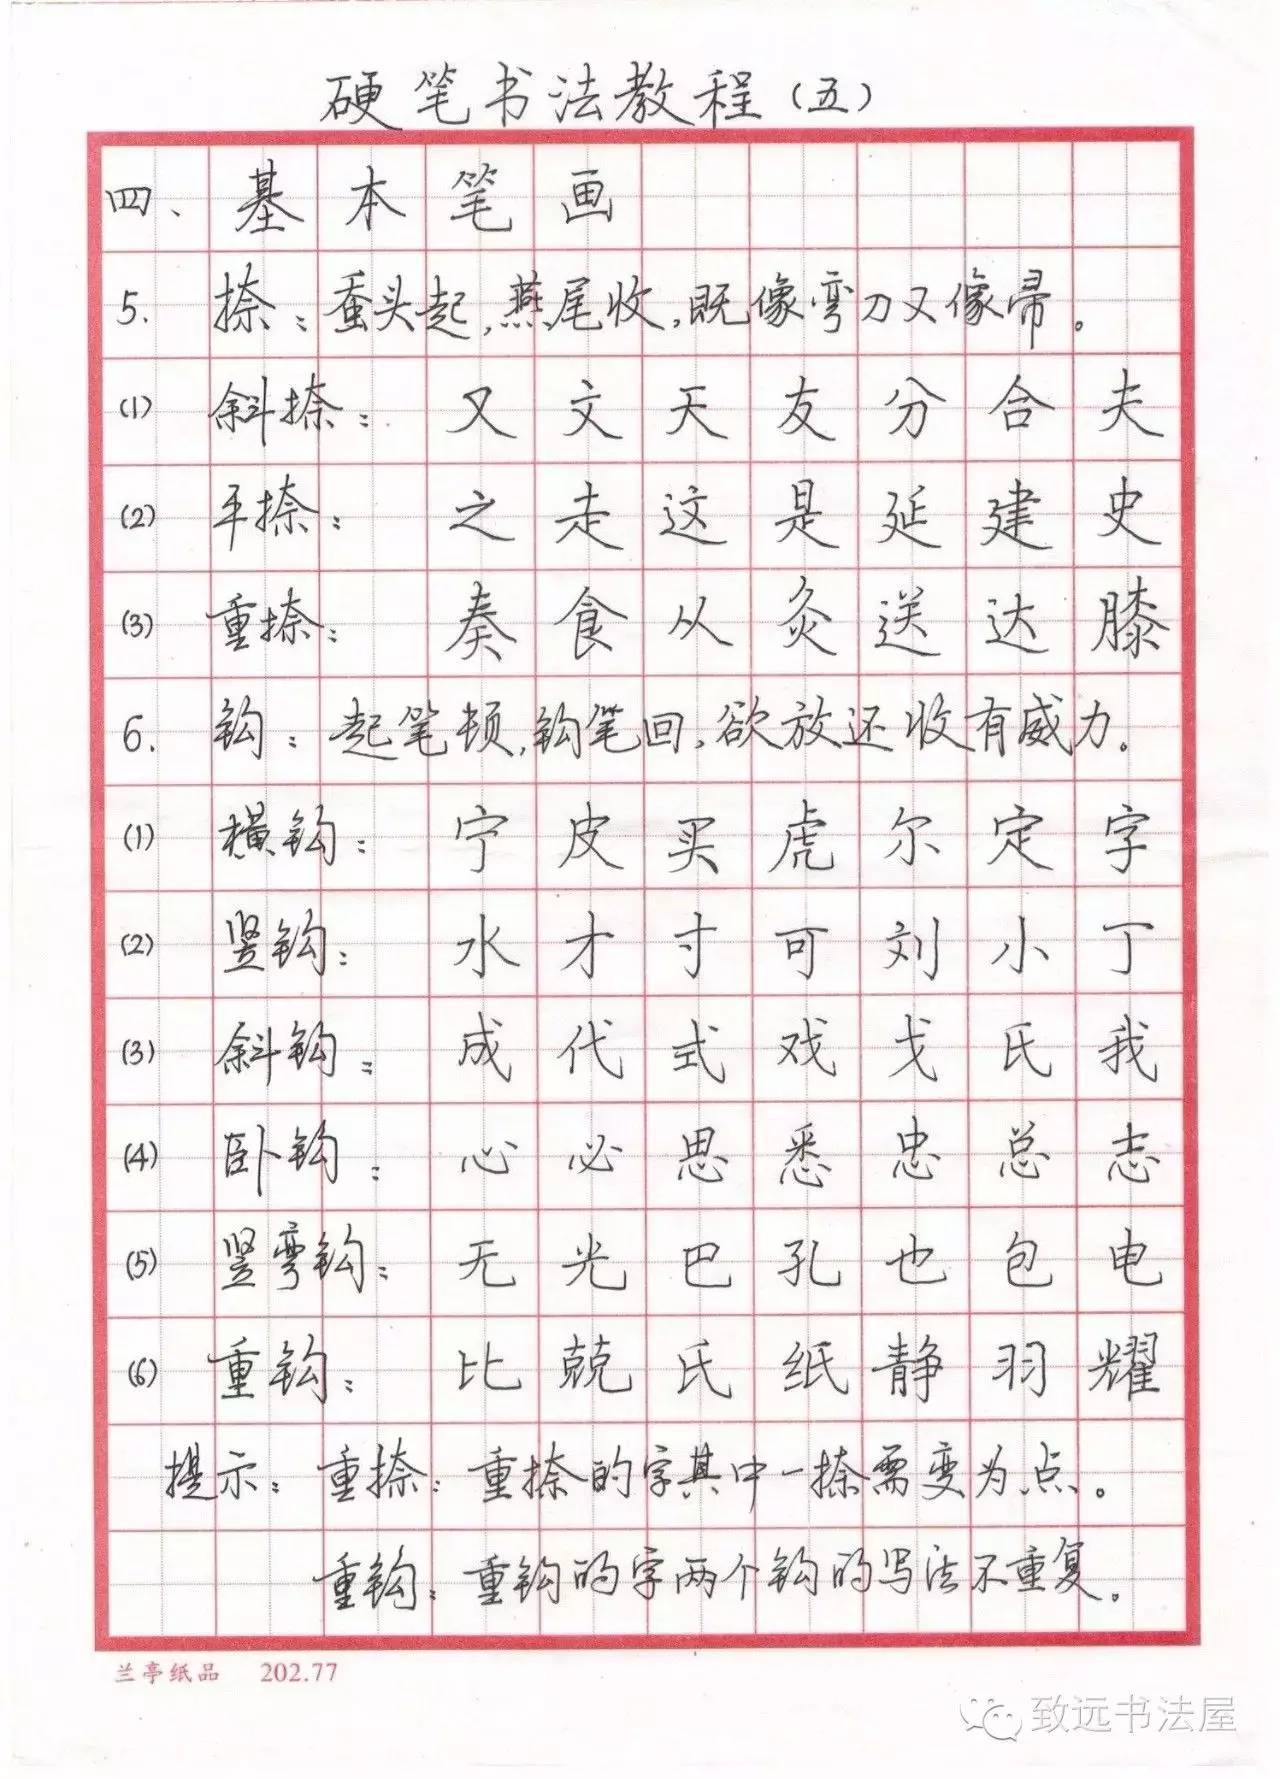 硬笔书法教程(五)
四、基本笔画
5. 捺：蚕头起,燕尾收,既像弯刀又像帚。
(1) 斜捺：又文天友分合夫
(2) 平捺：之走这是延建史
(3) 重捺：奏食从灸送达膝
6. 钩：起笔顿,钩笔回,欲放还收有威力。
(1) 横钩：宁皮买虎尔定字
(2) 竖钩：水才寸可刘小丁
(3) 斜钩：成代式戏戈氏我
(4) 卧钩：心必思悉忠总志
(5) 竖弯钩：无光巴孔也包电
(6) 重钩：比兢氏纸静羽耀
提示：重捺：重捺的字其中一捺需变为点。
重钩：重钩的字两个钩的写法不重复。
兰亭纸品 202.77
致远书法屋